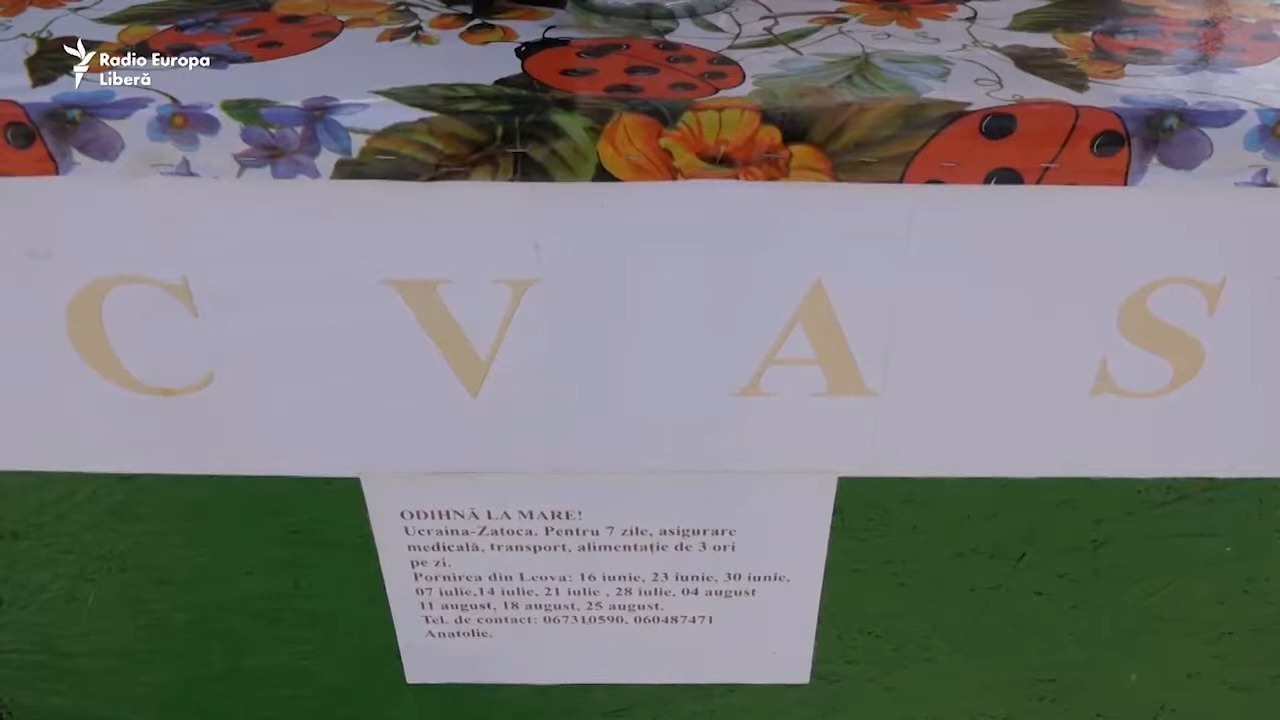 Radio Europa
Liberă
C V A S
ODIHNĂ LA MARE!
Ucraina-Zatoca. Pentru 7 zile, asigurare
medicală, transport, alimentație de 3 ori
pe zi.
Pornirea din Leova: 16 iunie, 23 iunie, 30 iunie,
07 iulie,14 iulie, 21 iulie , 28 iulie, 04 august
11 august, 18 august, 25 august.
Tel. de contact: 067310590, 060487471
Anatolie.